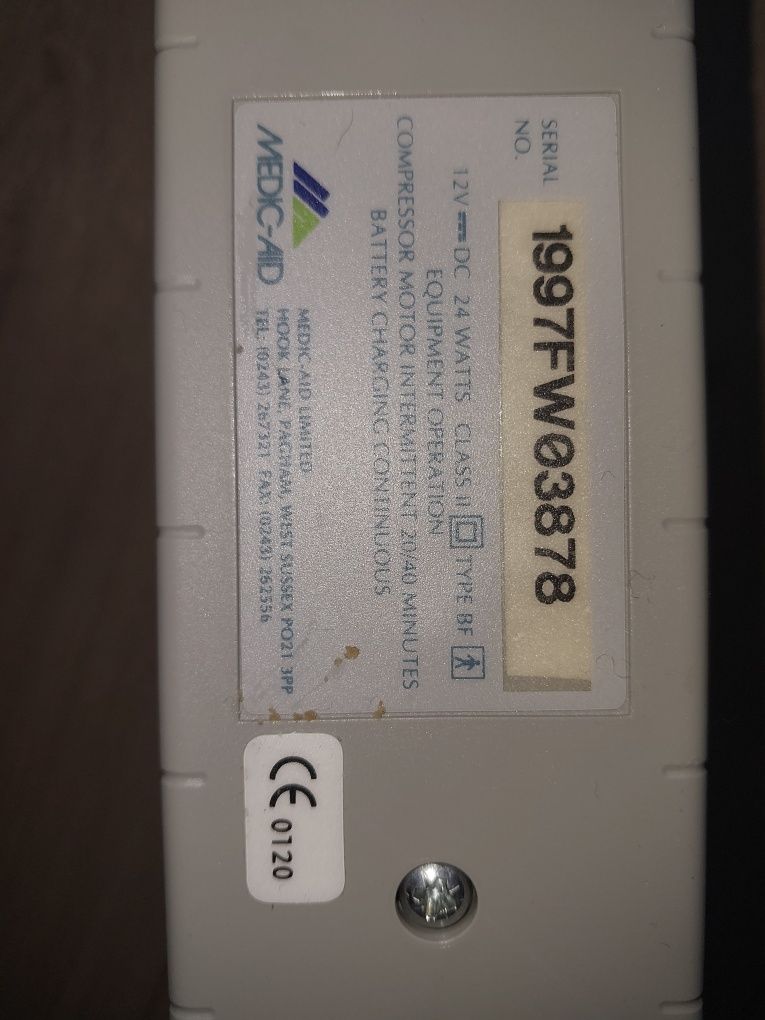 SERIAL
NO.
1997FW03878
12V DC 24 WATTS CLASS II TYPE BF
EQUIPMENT OPERATION
COMPRESSOR MOTOR INTERMITTENT 20/40 MINUTES
BATTERY CHARGING CONTINUOUS
MEDIC-AID
MEDIC-AID LIMITED
HOOK LANE, PAGHAM, WEST SUSSEX PO21 3PP
TEL: (0243) 267321 FAX: (0243) 262556
CE 0120